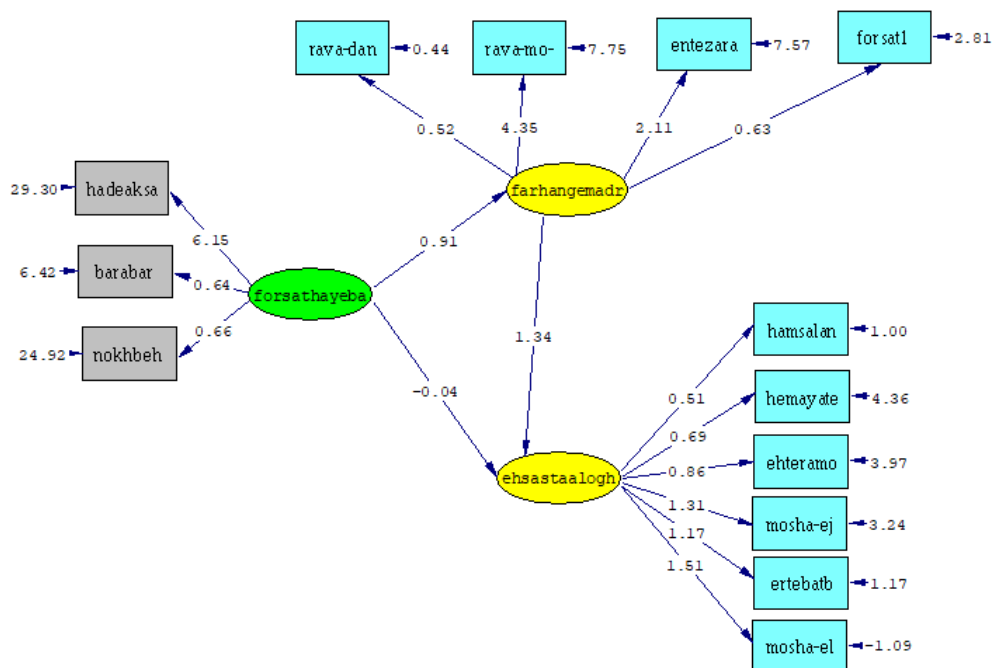 rava-dan
0.44
rava-mo-
7.75
entezara
7.57
forsat1
2.81
0.52
4.35
2.11
0.63
29.30
hadeaksa
farhangemadr
6.15
0.91
6.42
barabar
0.64
forsathayeba
24.92
nokhbeh
0.66
1.34
-0.04
hamsalan
1.00
0.51
hemayate
4.36
0.69
ehsastaalogh
0.86
ehteramo
3.97
1.31
mosha-ej
3.24
1.17
ertebatb
1.17
1.51
mosha-el
-1.09